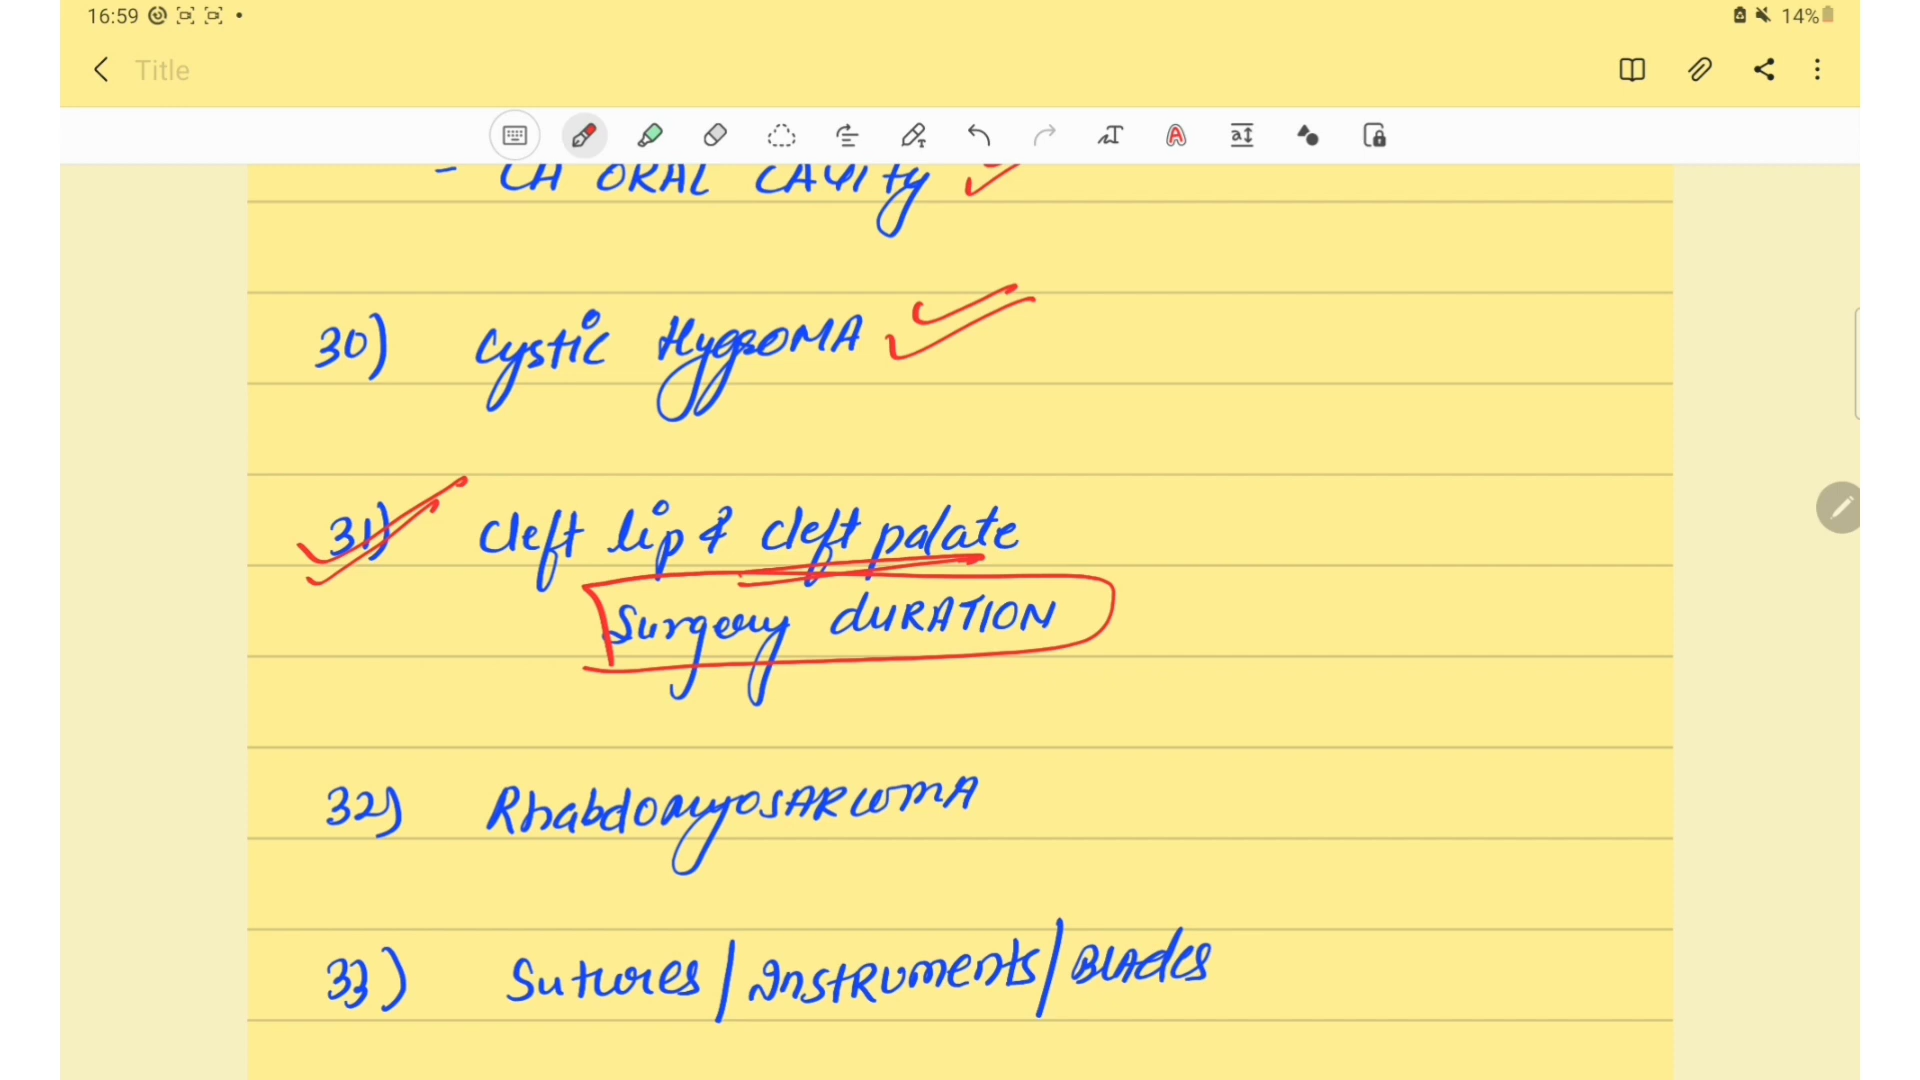 16:59
14%
Title
- CA ORAL CAVITY
30) Cystic HygroMA
31) Cleft lip & cleft palate
Surgery dURATION
32) RhabdomyosARcomA
33) Sutures / InstRuments / BLAdes